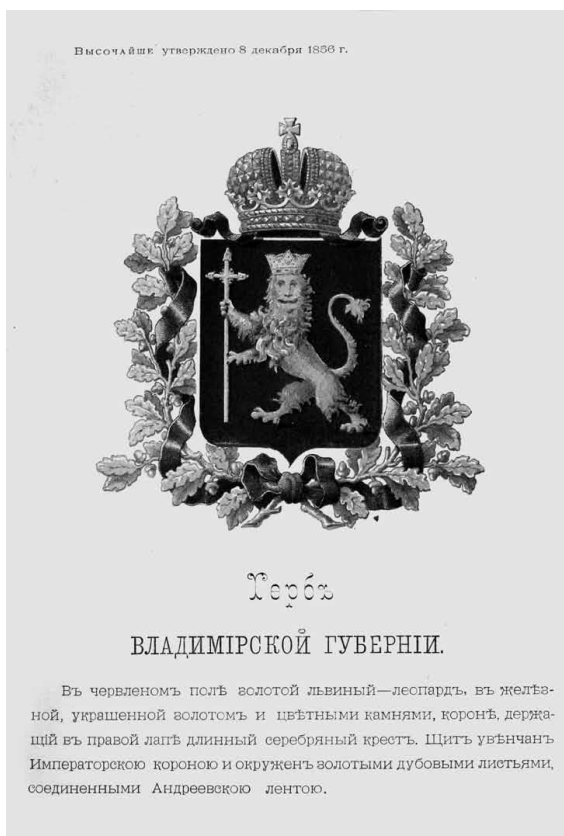 Высочайше утверждено 8 декабря 1856 г.
Гербъ
ВЛАДИМІРСКОЙ ГУБЕРНІИ.
Въ червленомъ полѣ золотой львиный—леопардъ, въ желѣз-
ной, украшенной золотомъ и цвѣтными камнями, коронѣ, держа-
щій въ правой лапѣ длинный серебряный крестъ. Щитъ увѣнчанъ
Императорскою короною и окруженъ золотыми дубовыми листьями,
соединенными Андреевскою лентою.